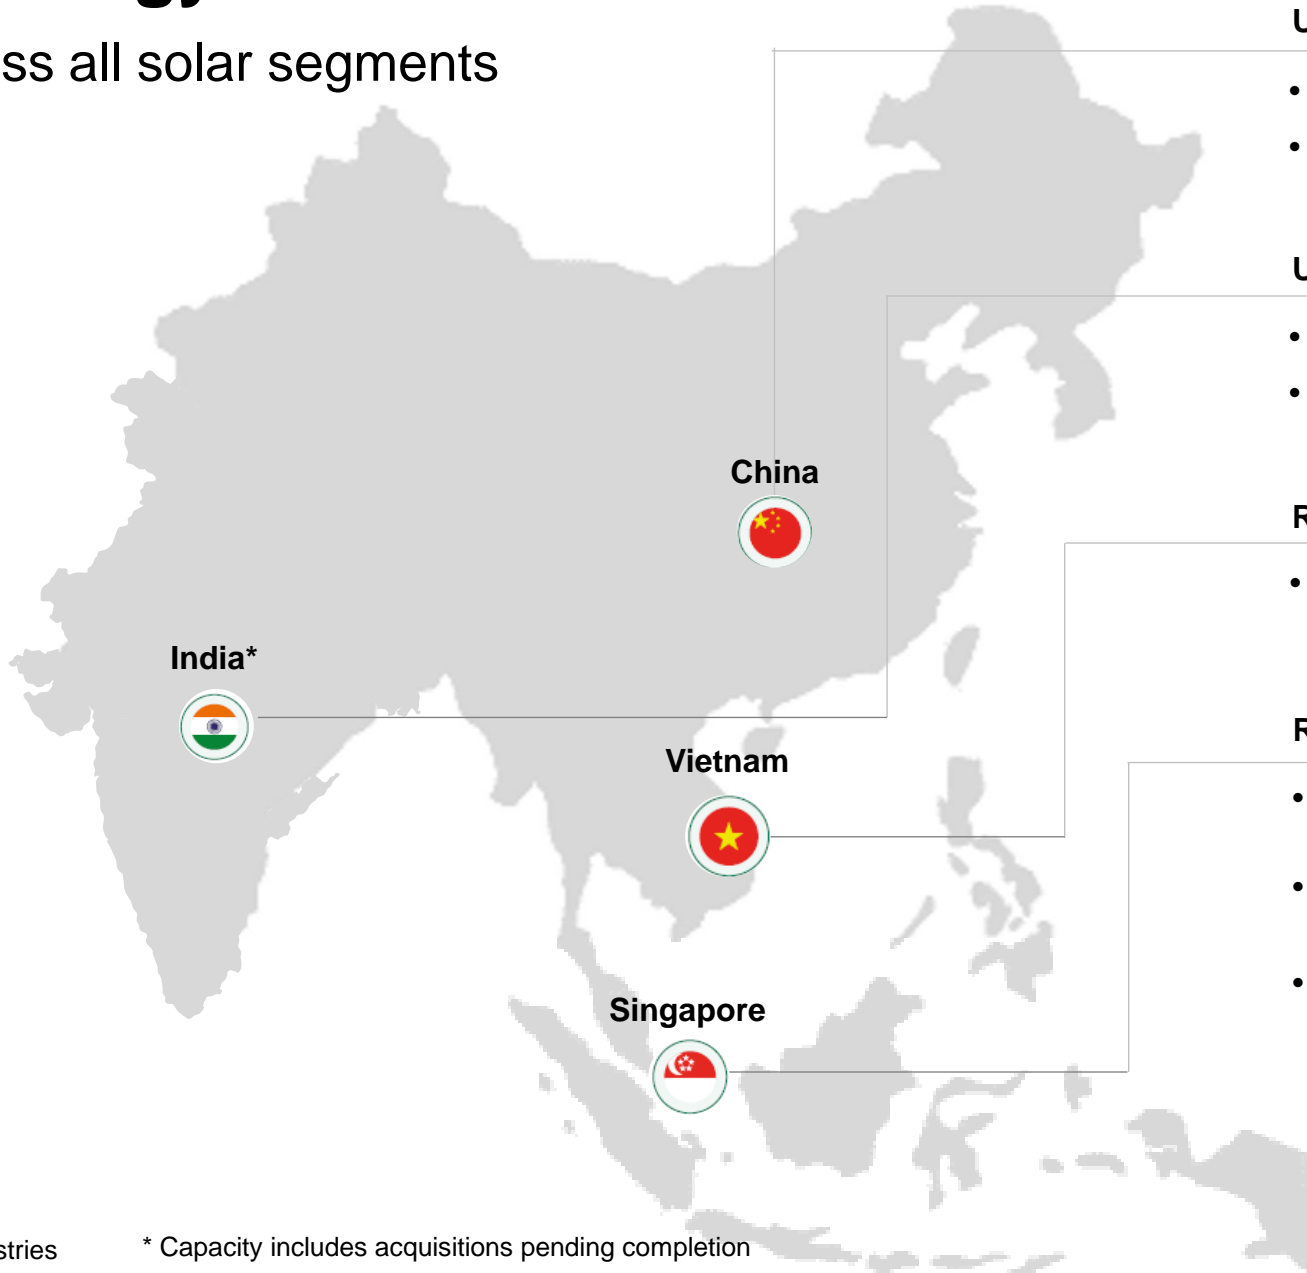 ss all solar segments
U
•
•
U
•
•
China
R
•
India*
R
Vietnam
•
•
•
Singapore
stries
* Capacity includes acquisitions pending completion